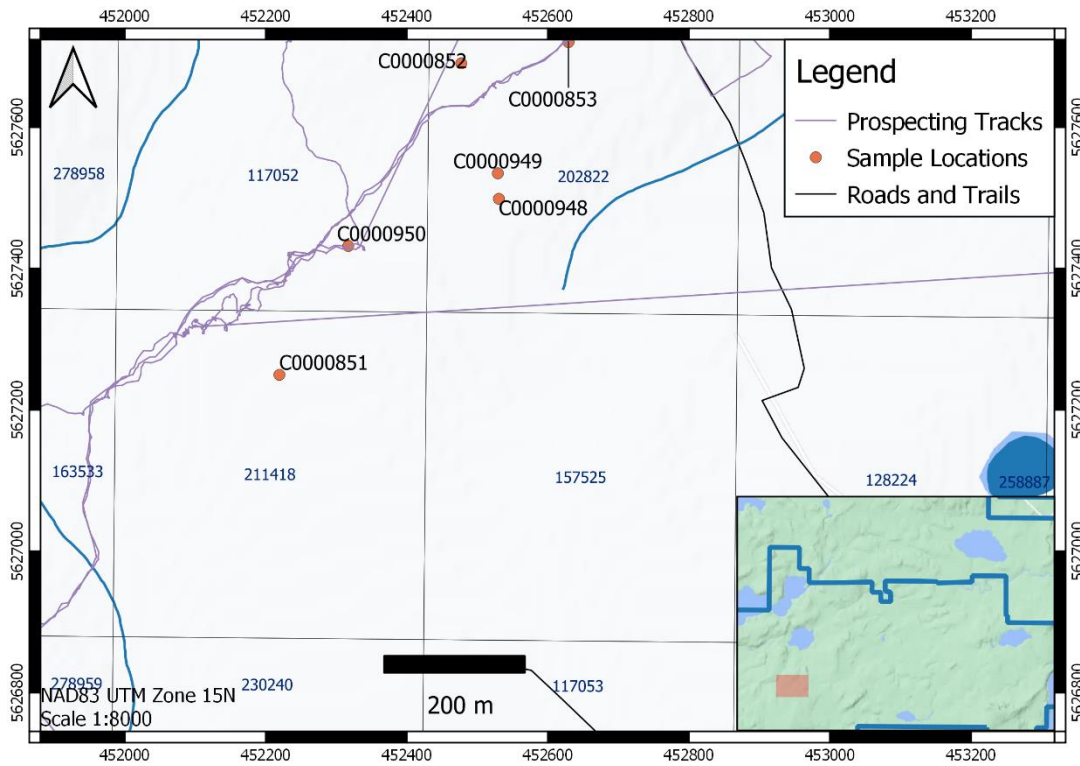 452000 452200 452400 452600 452800 453000 453200
C0000852
C0000853
Legend
Prospecting Tracks
Sample Locations
Roads and Trails
5627600 5627600
278958 117052 C0000949 202822
C0000948
C0000950
5627400 5627400
C0000851
5627200 5627200
163533 211418 157525 128224 258887
5627000 5627000
278959 230240 117053
5626800 5626800
NAD83 UTM Zone 15N
Scale 1:8000
200 m
452000 452200 452400 452600 452800 453000 453200